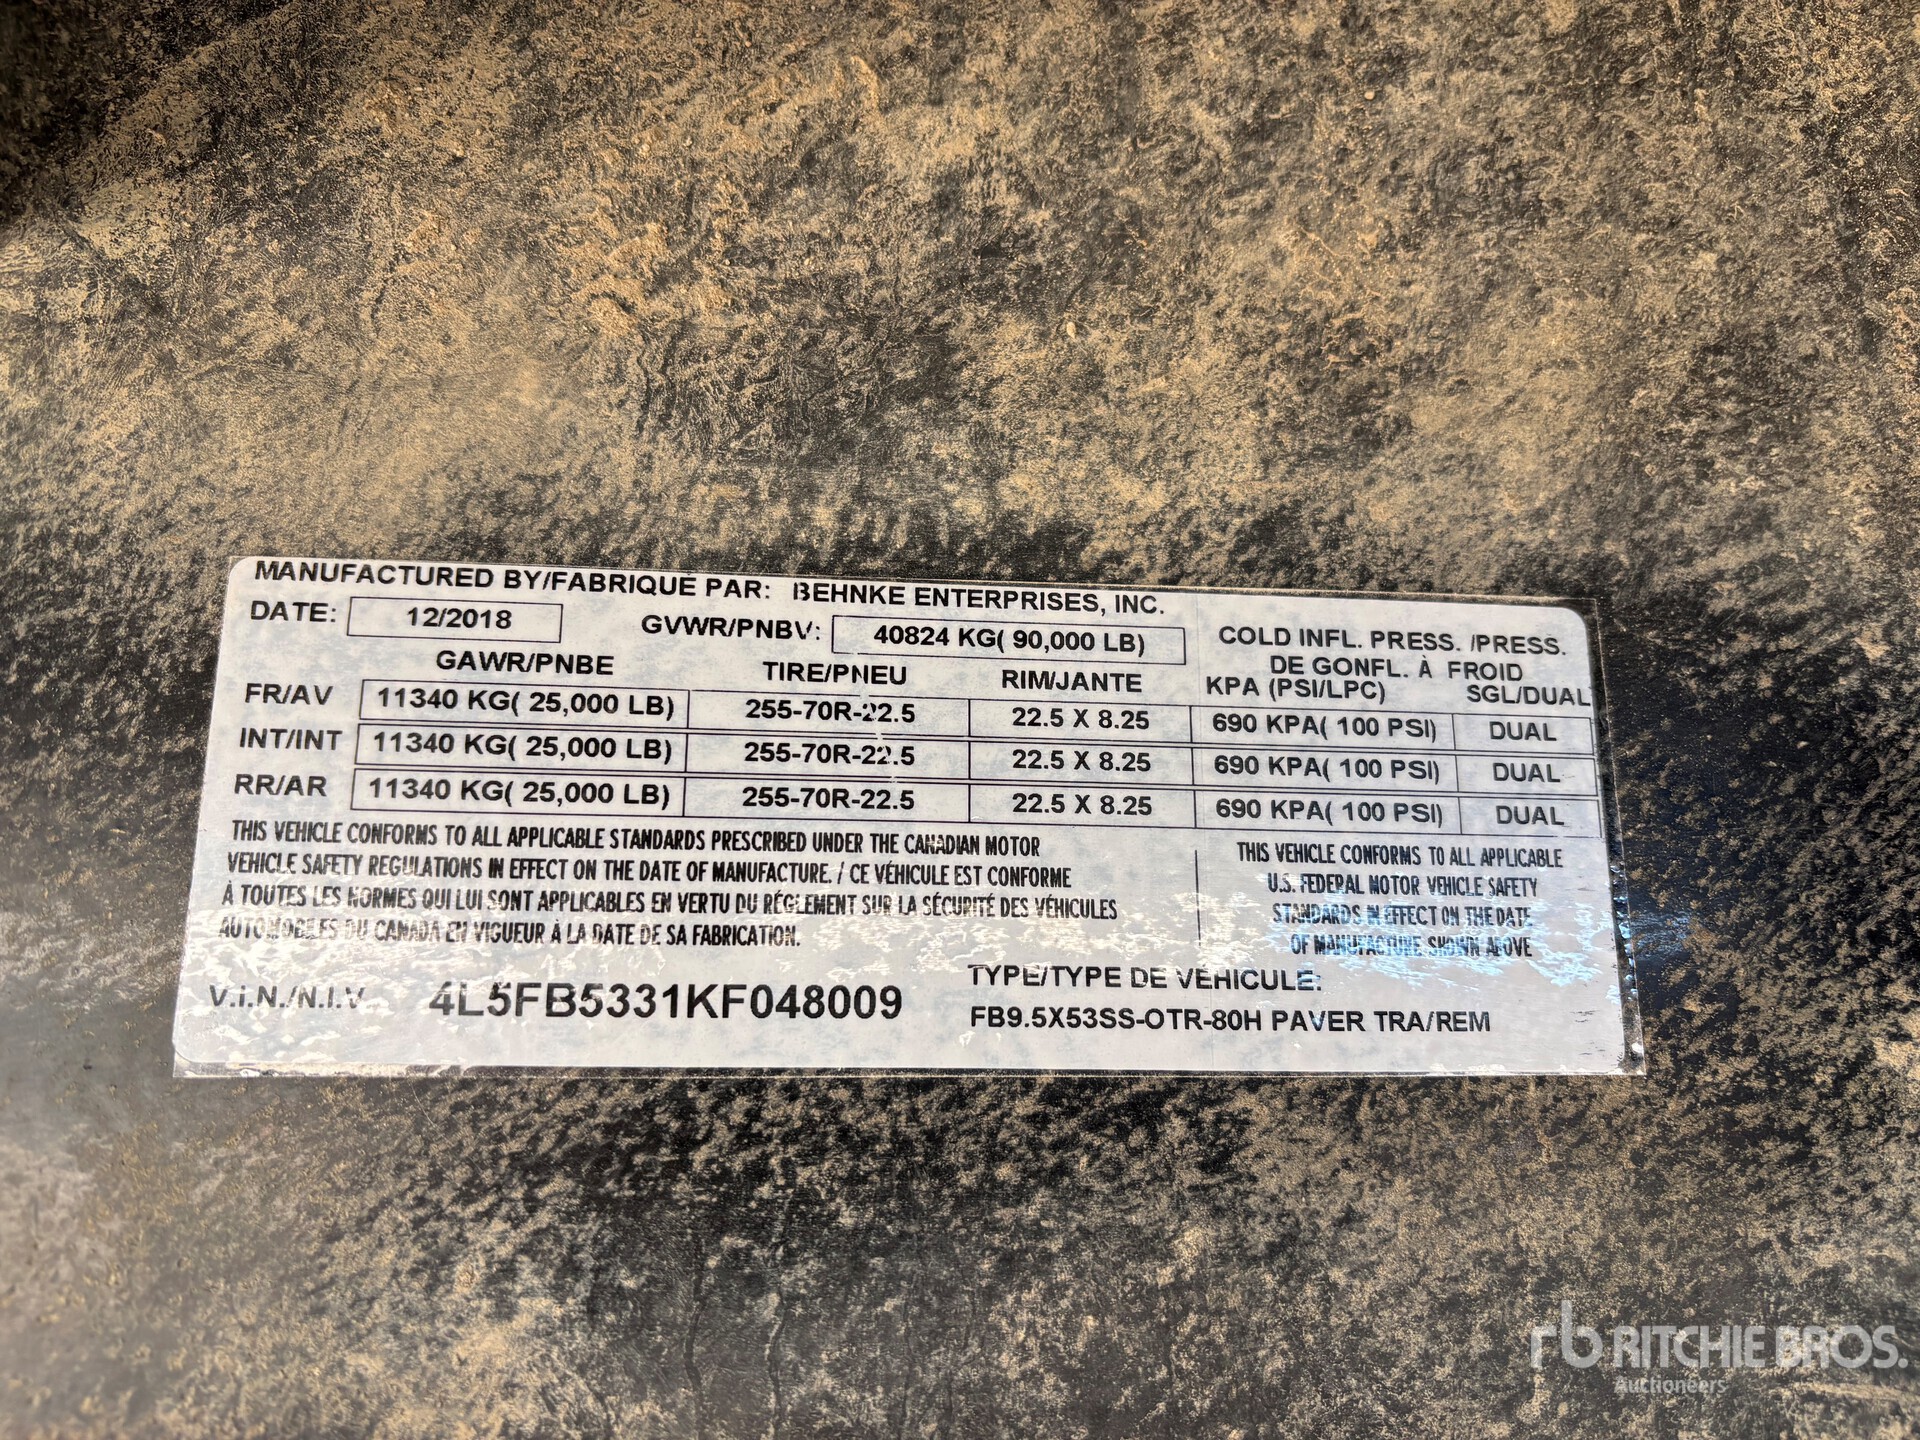 MANUFACTURED BY/FABRIQUE PAR: BEHNKE ENTERPRISES, INC.
DATE: 12/2018 GVWR/PNBV: 40824 KG( 90,000 LB)
COLD INFL. PRESS. /PRESS.
DE GONFL. À FROID
GAWR/PNBE TIRE/PNEU RIM/JANTE KPA (PSI/LPC) SGL/DUAL
FR/AV 11340 KG( 25,000 LB) 255-70R-22.5 22.5 X 8.25 690 KPA( 100 PSI) DUAL
INT/INT 11340 KG( 25,000 LB) 255-70R-22.5 22.5 X 8.25 690 KPA( 100 PSI) DUAL
RR/AR 11340 KG( 25,000 LB) 255-70R-22.5 22.5 X 8.25 690 KPA( 100 PSI) DUAL
THIS VEHICLE CONFORMS TO ALL APPLICABLE STANDARDS PRESCRIBED UNDER THE CANADIAN MOTOR
VEHICLE SAFETY REGULATIONS IN EFFECT ON THE DATE OF MANUFACTURE. / CE VÉHICULE EST CONFORME
À TOUTES LES NORMES QUI LUI SONT APPLICABLES EN VERTU DU RÉGLEMENT SUR LA SÉCURITÉ DES VÉHICULES
AUTOMOBILES DU CANADA EN VIGUEUR À LA DATE DE SA FABRICATION.
THIS VEHICLE CONFORMS TO ALL APPLICABLE
U.S. FEDERAL MOTOR VEHICLE SAFETY
STANDARDS IN EFFECT ON THE DATE
OF MANUFACTURE SHOWN ABOVE
V.I.N./N.I.V 4L5FB5331KF048009
TYPE/TYPE DE VÉHICULE:
FB9.5X53SS-OTR-80H PAVER TRA/REM
rb RITCHIE BROS.
Auctioneers